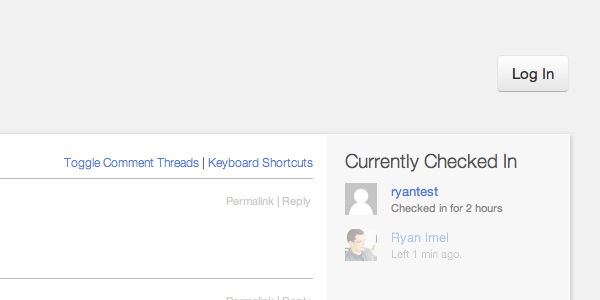 Log In
Toggle Comment Threads | Keyboard Shortcuts
Permalink | Reply
Permalink | Reply
Currently Checked In
ryantest
Checked in for 2 hours
Ryan Imel
Left 1 min ago.